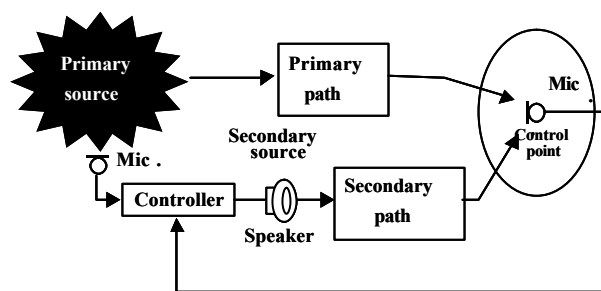 Primary
source
Primary
path
Mic .
Control
point
Secondary
source
Mic .
Controller
Speaker
Secondary
path